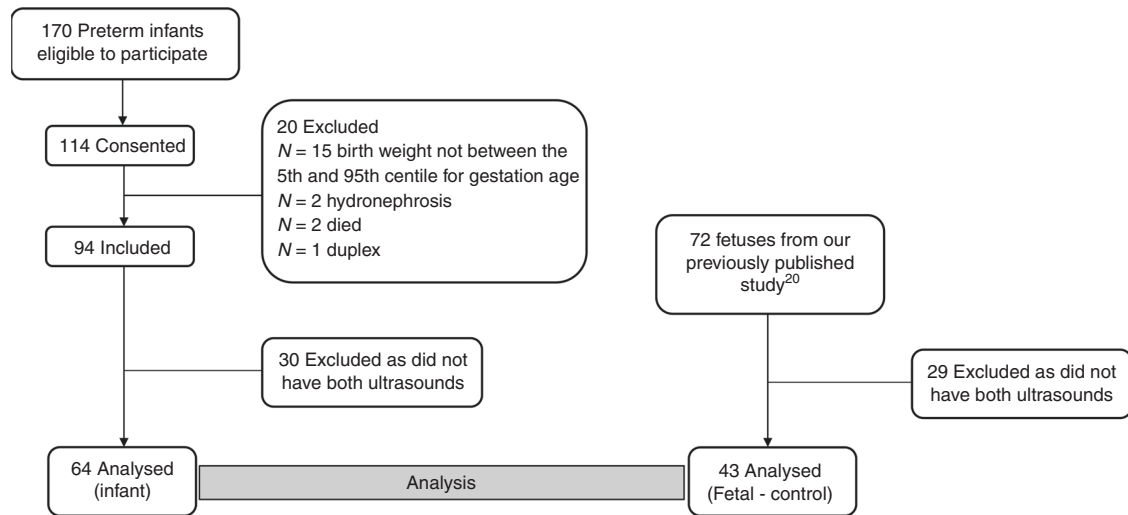 170 Preterm infants
eligible to participate
114 Consented
20 Excluded
N = 15 birth weight not between the
5th and 95th centile for gestation age
N = 2 hydronephrosis
N = 2 died
N = 1 duplex
94 Included
72 fetuses from our
previously published
study20
30 Excluded as did not
have both ultrasounds
29 Excluded as did not
have both ultrasounds
64 Analysed
(infant)
Analysis
43 Analysed
(Fetal - control)